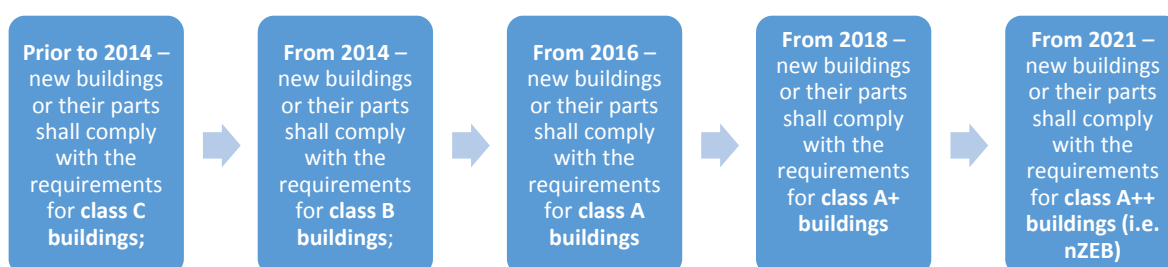 Prior to 2014 –
new buildings
or their parts
shall comply
with the
requirements
for class C
buildings;
From 2014 –
new buildings
or their parts
shall comply
with the
requirements
for class B
buildings;
From 2016 –
new buildings
or their parts
shall comply
with the
requirements
for class A
buildings
From 2018 –
new buildings
or their parts
shall comply
with the
requirements
for class A+
buildings
From 2021 –
new buildings
or their parts
shall comply
with the
requirements
for class A++
buildings (i.e.
nZEB)